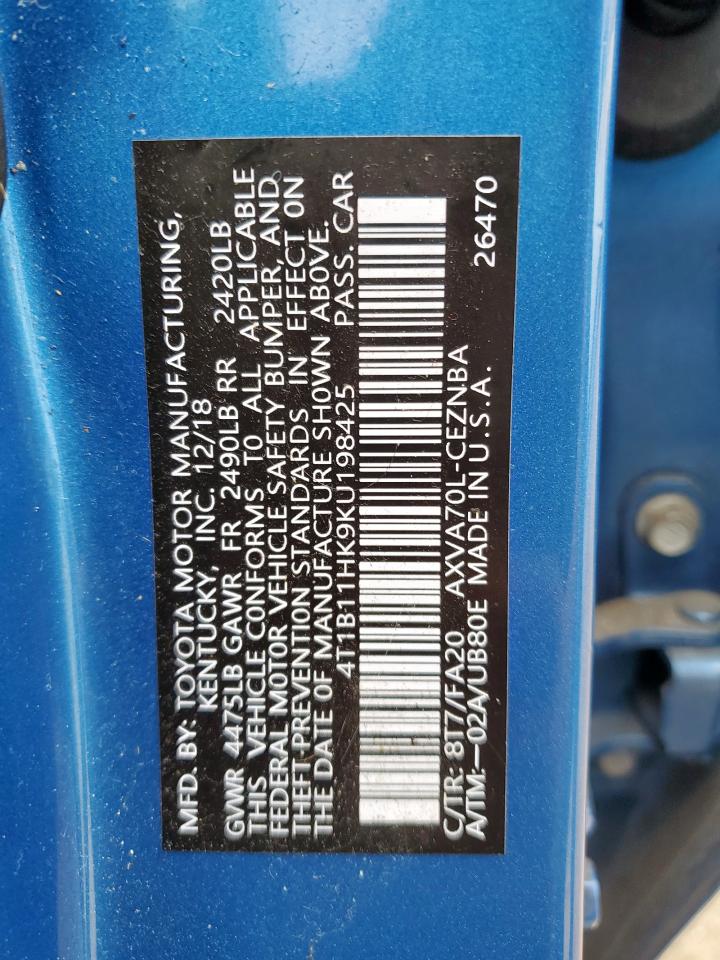 MFD. BY: TOYOTA MOTOR MANUFACTURING,
KENTUCKY, INC. 12/18
GVWR 4475LB GAWR FR 2490LB RR 2420LB
THIS VEHICLE CONFORMS TO ALL APPLICABLE
FEDERAL MOTOR VEHICLE SAFETY BUMPER, AND
THEFT PREVENTION STANDARDS IN EFFECT ON
THE DATE OF MANUFACTURE SHOWN ABOVE.
4T1B11HK9KU198425 PASS. CAR
C/TR: 8T7/FA20 AXVA70L-CEZNBA 26470
A/TM:—02A/UB80E MADE IN U.S.A.